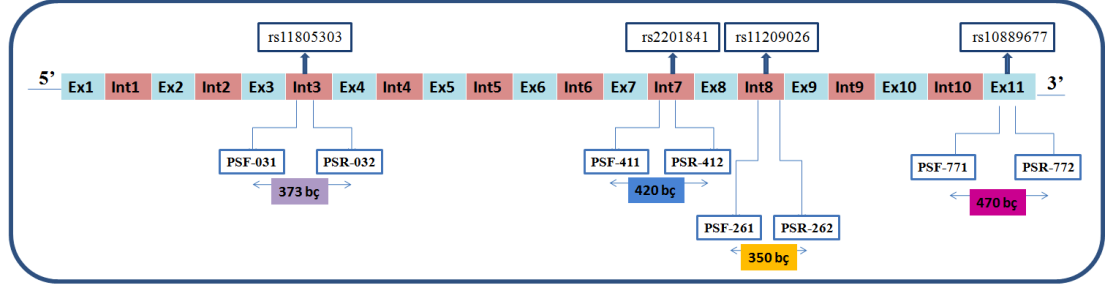 rs11805303 rs2201841 rs11209026 rs10889677
5’ Ex1 Int1 Ex2 Int2 Ex3 Int3 Ex4 Int4 Ex5 Int5 Ex6 Int6 Ex7 Int7 Ex8 Int8 Ex9 Int9 Ex10 Int10 Ex11 3’
PSF-031 PSR-032 PSF-411 PSR-412 PSF-771 PSR-772
373 bç 420 bç 470 bç
PSF-261 PSR-262
350 bç